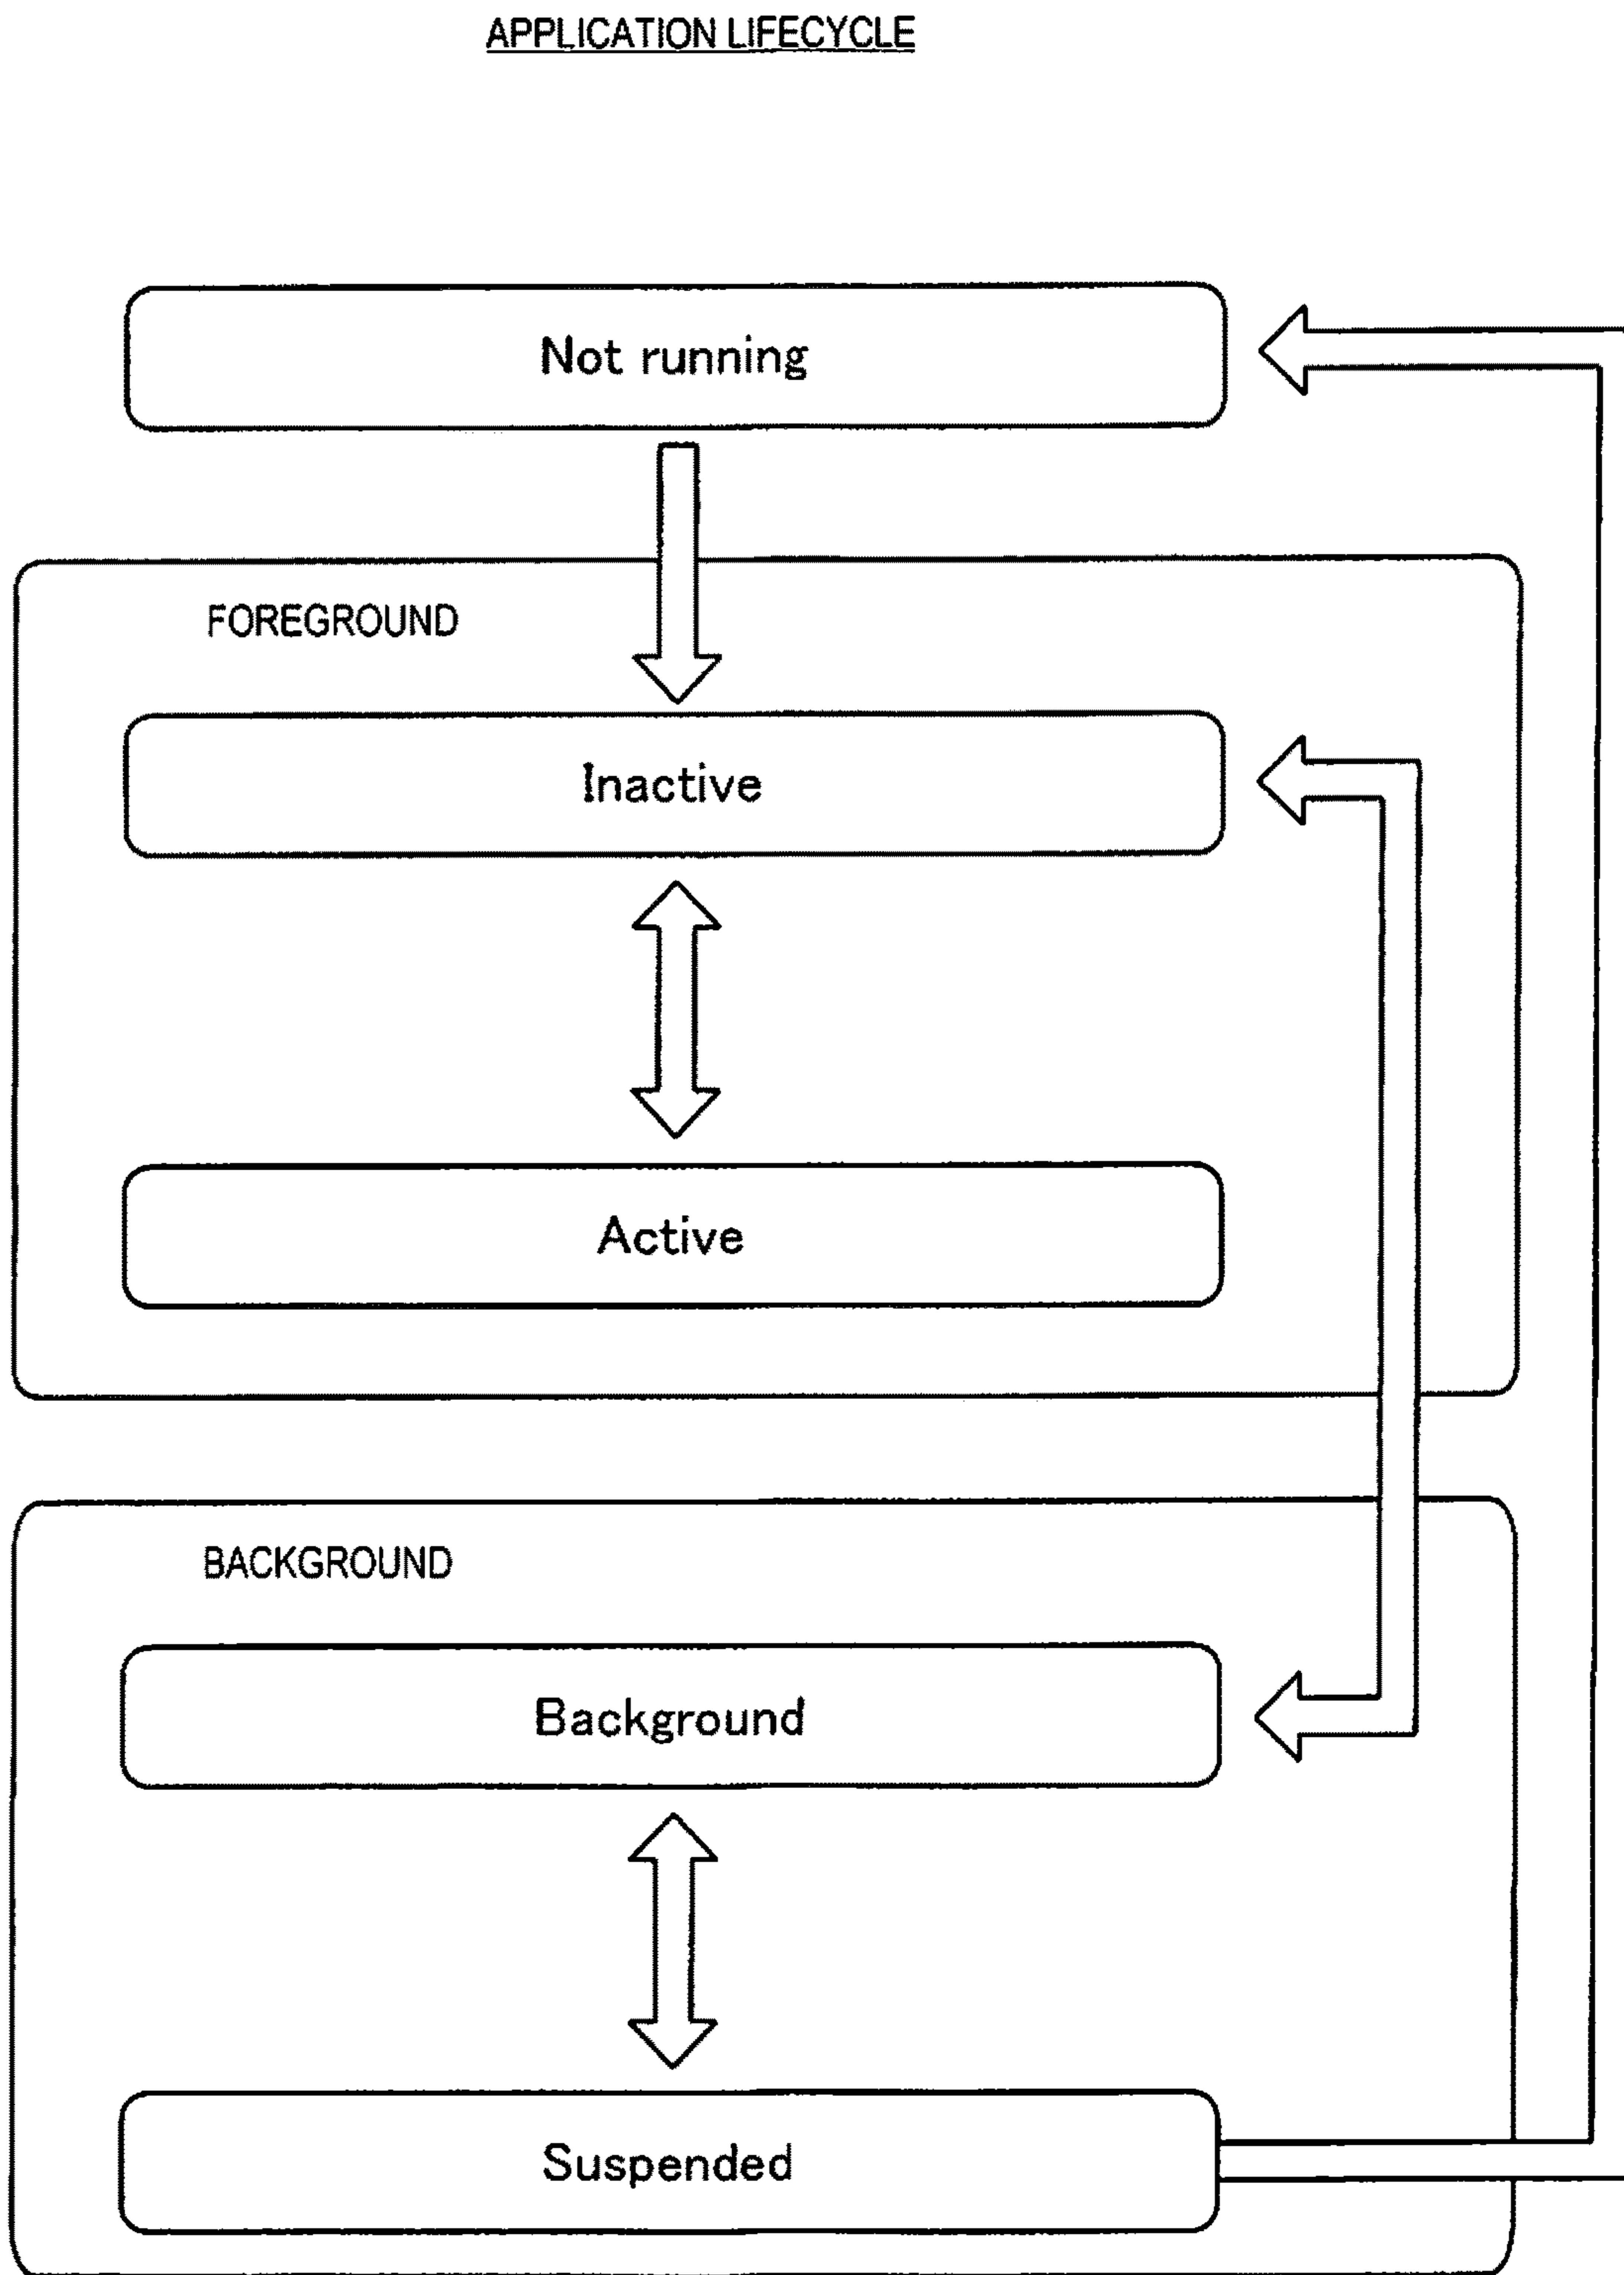 APPLICATION LIFECYCLE
Not running
FOREGROUND
Inactive
Active
BACKGROUND
Background
Suspended